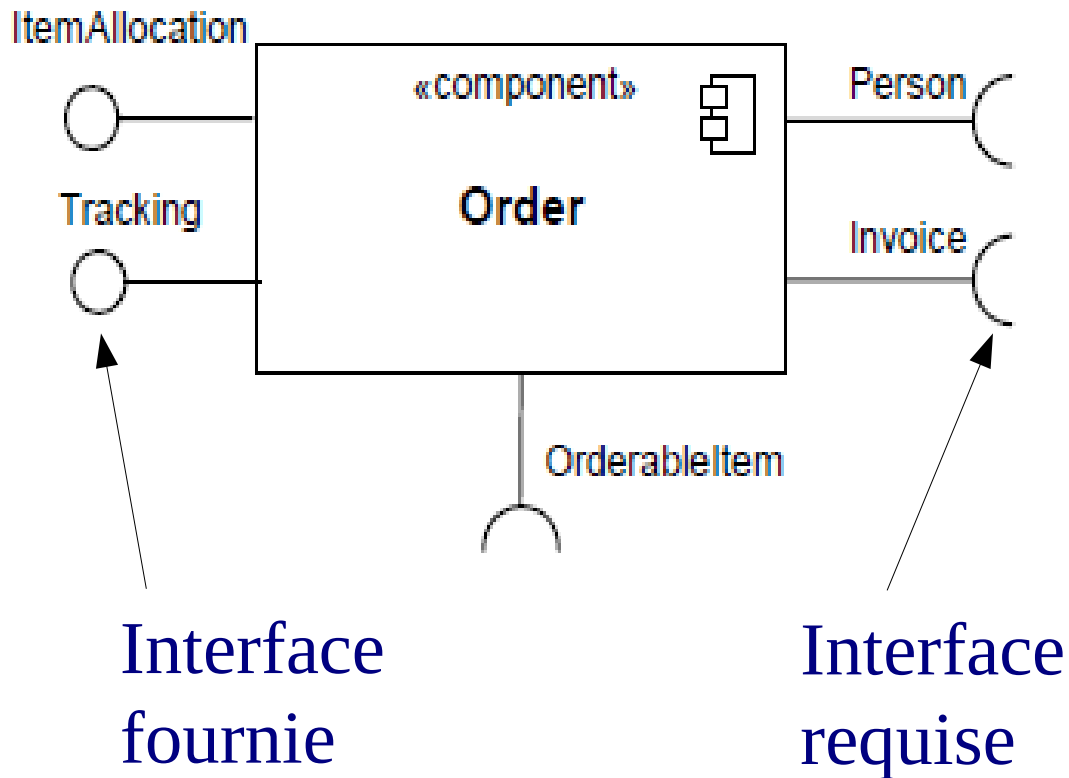 ItemAllocation
«component»
Person
Tracking
Order
Invoice
OrderableItem
Interface
fournie
Interface
requise